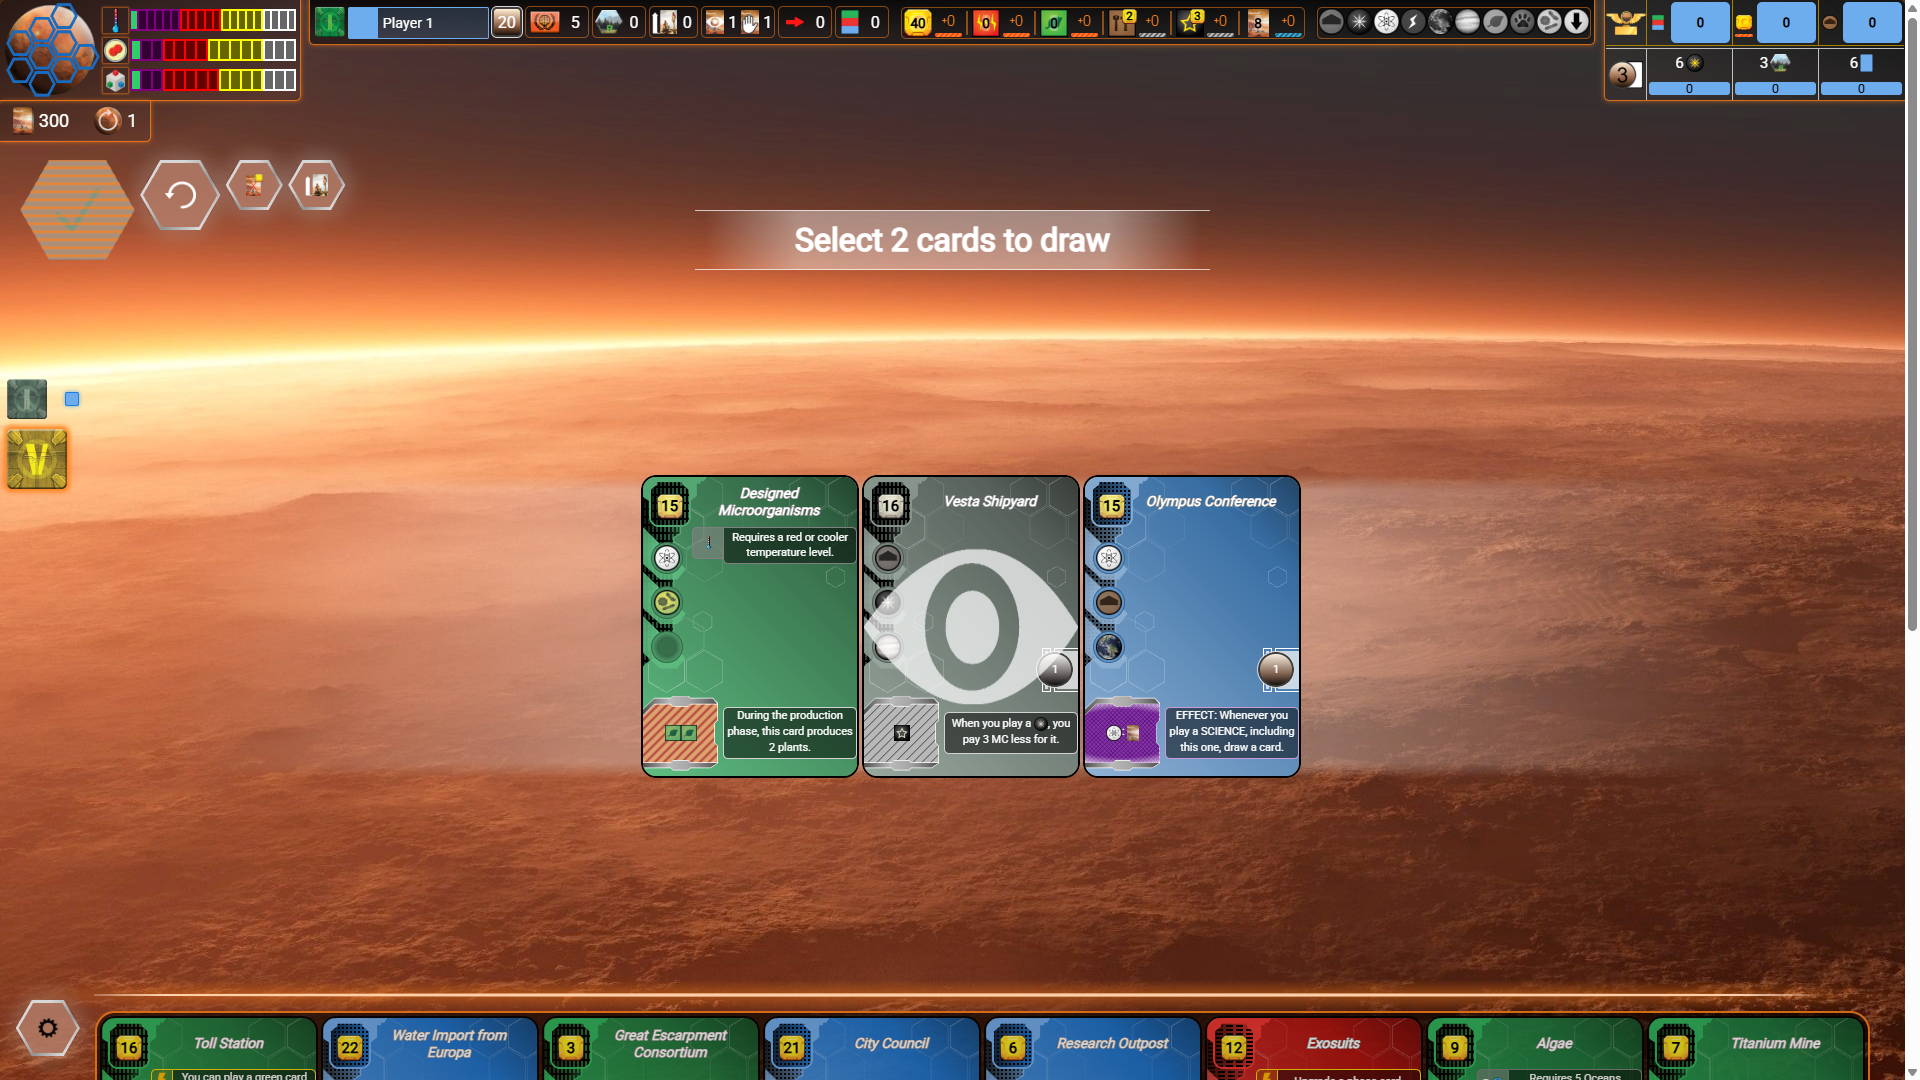 Player 1
20
5
0
0
1
1
0
0
40
+0
0
+0
0
+0
2
+0
3
+0
8
+0
0
0
0
3
6
3
6
0
0
0
300
1
Select 2 cards to draw
15
Designed
Microorganisms
Requires a red or cooler
temperature level.
During the production
phase, this card produces
2 plants.
16
Vesta Shipyard
1
When you play a , you
pay 3 MC less for it.
15
Olympus Conference
1
EFFECT: Whenever you
play a SCIENCE, including
this one, draw a card.
16
Toll Station
You can play a green card
22
Water Import from
Europa
3
Great Escarpment
Consortium
21
City Council
6
Research Outpost
12
Exosuits
Upgrade a phase card
9
Algae
Requires 5 Oceans
7
Titanium Mine